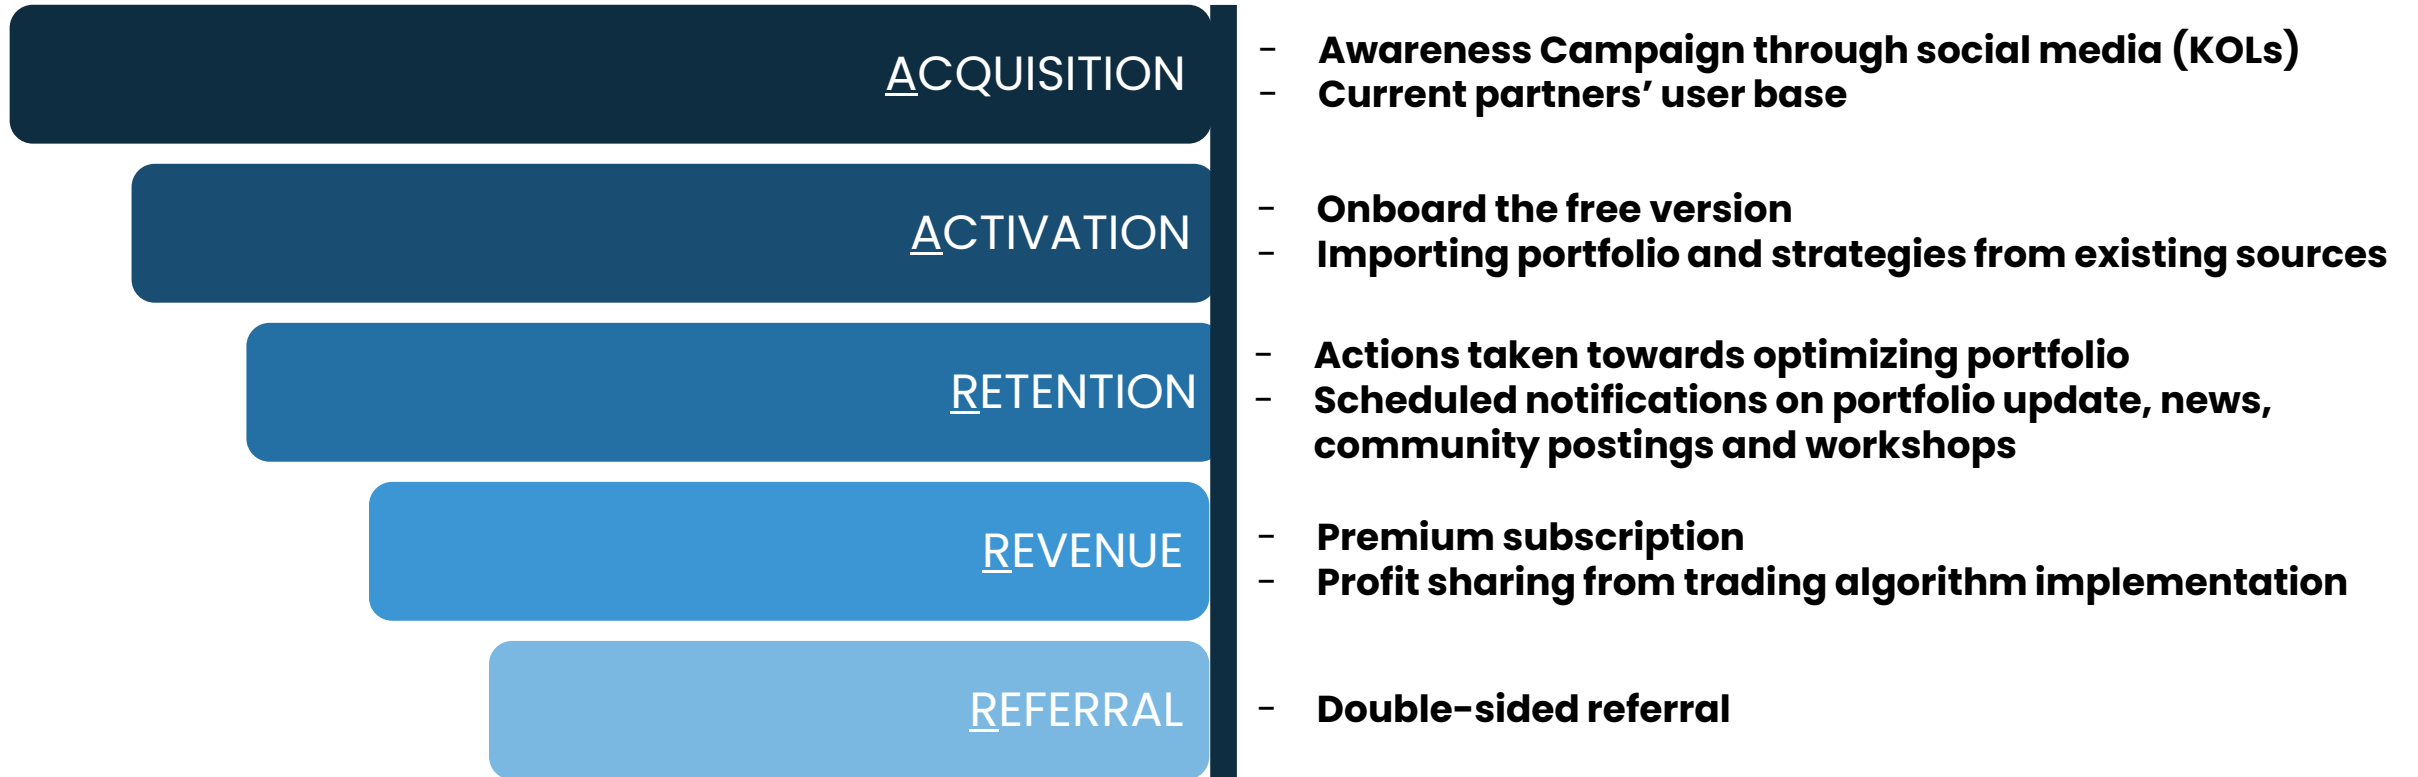 ACQUISITION
- Awareness Campaign through social media (KOLs)
- Current partners’ user base
ACTIVATION
- Onboard the free version
- Importing portfolio and strategies from existing sources
RETENTION
- Actions taken towards optimizing portfolio
- Scheduled notifications on portfolio update, news,
community postings and workshops
REVENUE
- Premium subscription
- Profit sharing from trading algorithm implementation
REFERRAL
- Double-sided referral